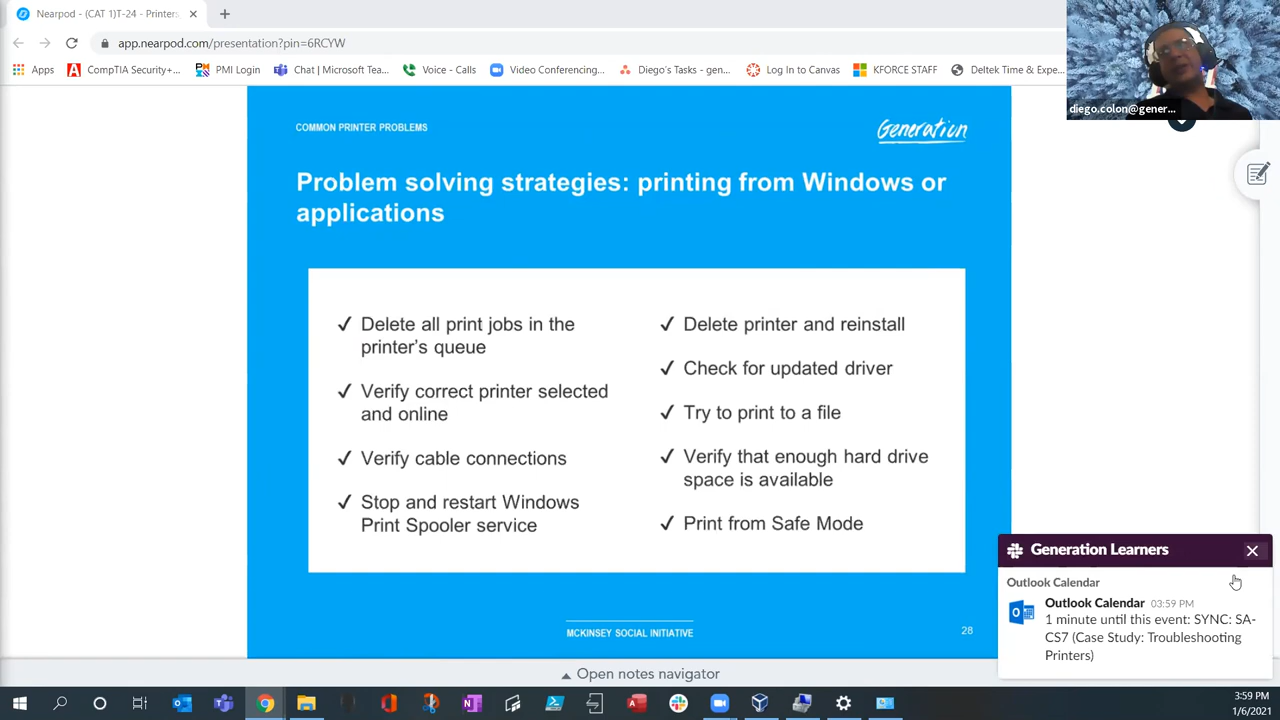 Nearpod - (CAT 1)T-24 - Printer
app.nearpod.com/presentation?pin=6RCYW
Apps
CompTIA Security+...
PMI Login
Chat | Microsoft Tea...
Voice - Calls
Video Conferencing,...
Diego's Tasks - gen...
Log In to Canvas
KFORCE STAFF
Deltek Time & Expe...
diego.colon@gener...
COMMON PRINTER PROBLEMS
Generation
Problem solving strategies: printing from Windows or
applications
✓ Delete all print jobs in the
printer's queue
✓ Verify correct printer selected
and online
✓ Verify cable connections
✓ Stop and restart Windows
Print Spooler service
✓ Delete printer and reinstall
✓ Check for updated driver
✓ Try to print to a file
✓ Verify that enough hard drive
space is available
✓ Print from Safe Mode
MCKINSEY SOCIAL INITIATIVE
28
Generation Learners
Outlook Calendar
Outlook Calendar 03:59 PM
1 minute until this event: SYNC: SA-
CS7 (Case Study: Troubleshooting
Printers)
Open notes navigator
3:59 PM
1/6/2021